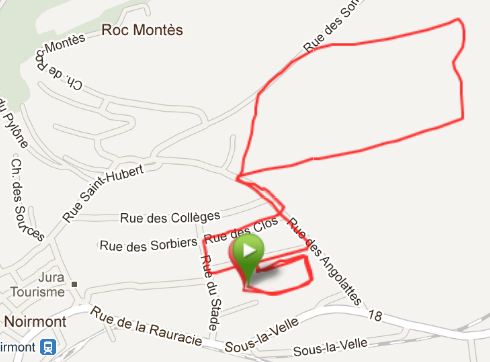 Roc Montès
Rue des Sor
Ch. de Roc-Montès
du Pylône
Ch. des Sources
Rue Saint-Hubert
Rue des Collèges
Rue des Clos
Rue des Sorbiers
Rue des Angolattes
Rue du Stade
Jura
Tourisme
Noirmont
Rue de la Rauracie
18
Sous-la-Velle
Sous-la-Velle
irmont